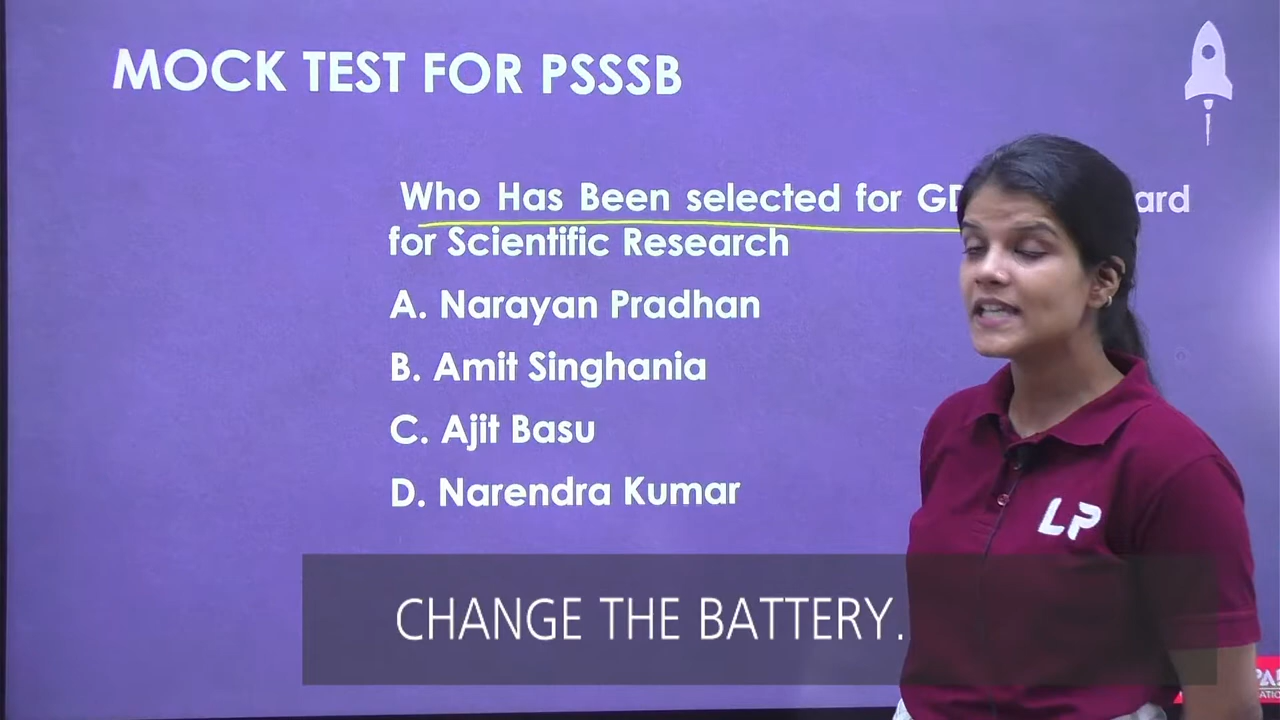 MOCK TEST FOR PSSSB
Who Has Been selected for
for Scientific Research
A. Narayan Pradhan
B. Amit Singhania
C. Ajit Basu
D. Narendra Kumar
CHANGE THE BATTERY.
LP